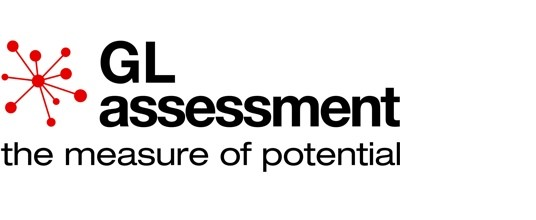 GL
assessment
the measure of potential